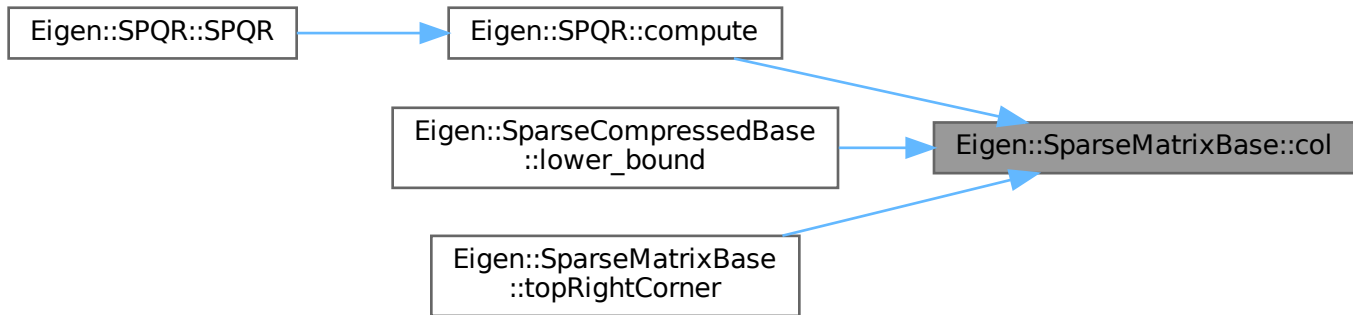 Eigen::SPQR::SPQR
Eigen::SPQR::compute
Eigen::SparseCompressedBase
::lower_bound
Eigen::SparseMatrixBase::col
Eigen::SparseMatrixBase
::topRightCorner